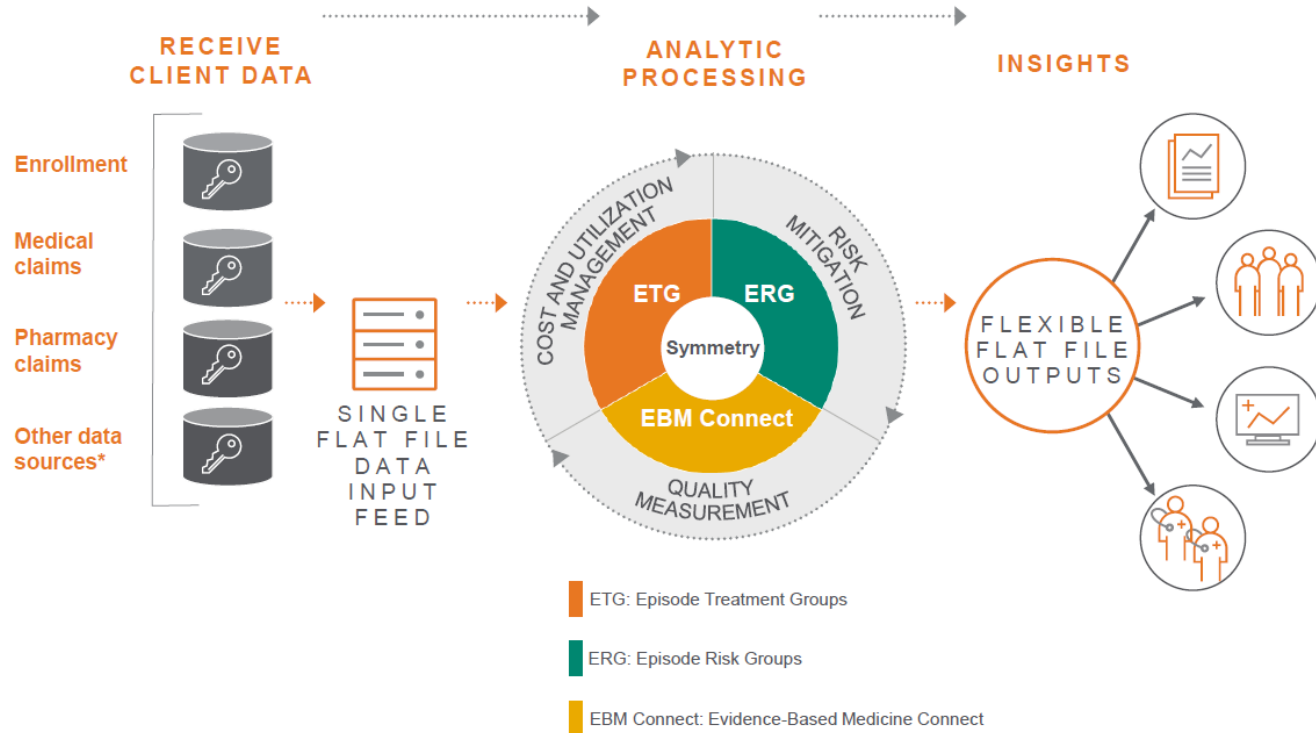 RECEIVE
CLIENT DATA
ANALYTIC
PROCESSING
INSIGHTS
Enrollment
Medical
claims
Pharmacy
claims
Other data
sources*
SINGLE
FLAT FILE
DATA
INPUT
FEED
COST AND UTILIZATION
MANAGEMENT
RISK
MITIGATION
ETG
ERG
Symmetry
EBM Connect
QUALITY
MEASUREMENT
FLEXIBLE
FLAT FILE
OUTPUTS
ETG: Episode Treatment Groups
ERG: Episode Risk Groups
EBM Connect: Evidence-Based Medicine Connect